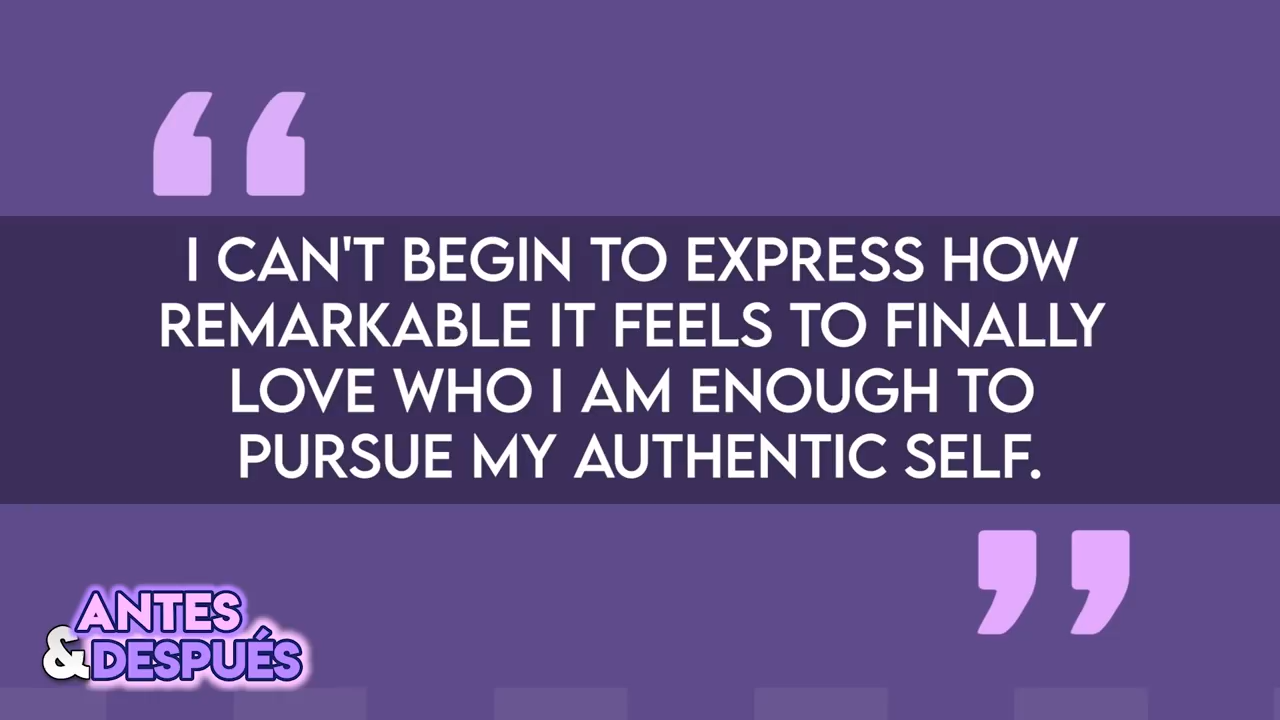 I CAN'T BEGIN TO EXPRESS HOW
REMARKABLE IT FEELS TO FINALLY
LOVE WHO I AM ENOUGH TO
PURSUE MY AUTHENTIC SELF.
ANTES
&DESPUÉS